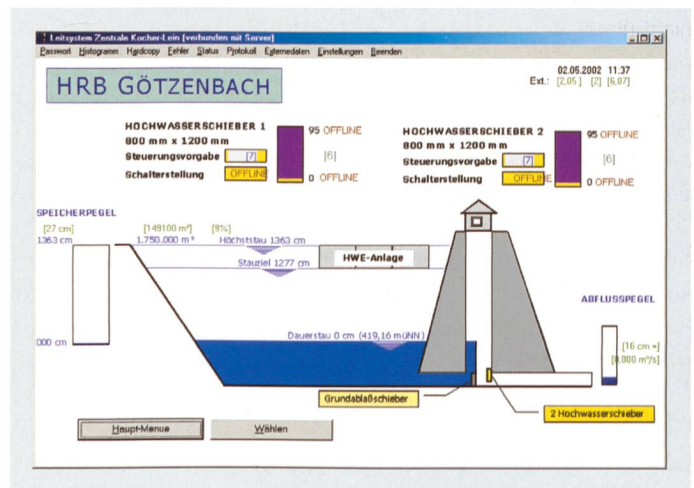 Leitsystem Zentrale Kocher-Lein (verbunden mit Server)
Passwort Histogramm Hardcopy Fehler Status Protokoll Externedaten Einstellungen Beenden
HRB GÖTZENBACH
02.05.2002 11:37
Ext.: [2,05 ] [2] [6,07]
HOCHWASSERSCHIEBER 1
800 mm x 1200 mm
Steuerungsvorgabe [7]
Schalterstellung OFFLINE
95 OFFLINE
[6]
0 OFFLINE
HOCHWASSERSCHIEBER 2
800 mm x 1200 mm
Steuerungsvorgabe [7]
Schalterstellung OFFLINE
95 OFFLINE
[6]
0 OFFLINE
SPEICHERPEGEL
[27 cm] [149100 m³] [9%]
1363 cm 1.750.000 m³ Höchststau 1363 cm
HWE-Anlage
Stauziel 1277 cm
ABFLUSSPEGEL
Dauerstau 0 cm (419,16 müNN)
000 cm
[16 cm =]
[0,000 m³/s]
Grundablaßschieber
2 Hochwasserschieber
Haupt-Menue Wählen